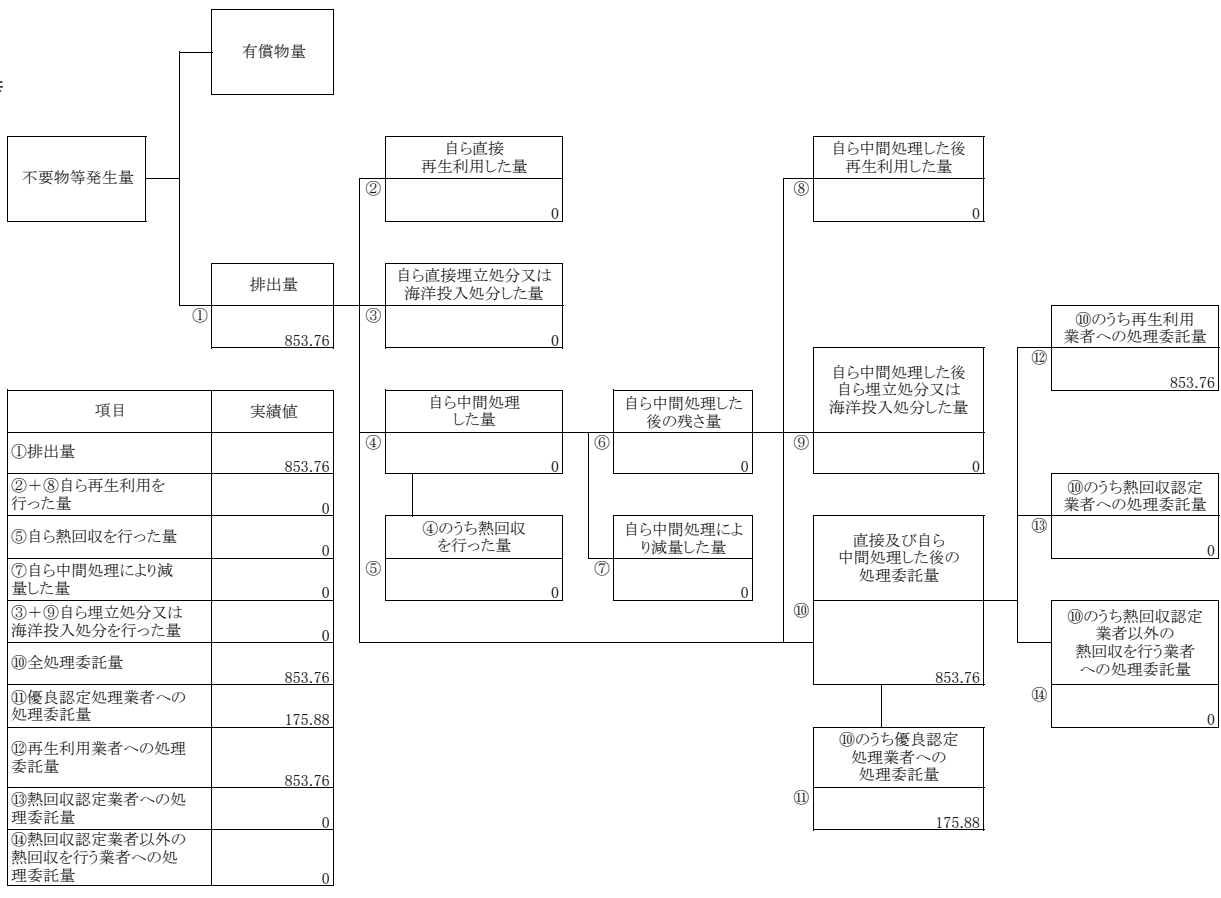 有償物量
不要物等発生量
自ら直接
再生利用した量
②
0
自ら中間処理した後
再生利用した量
⑧
0
排出量
①
853.76
自ら直接埋立処分又は
海洋投入処分した量
③
0
自ら中間処理した後
自ら埋立処分又は
海洋投入処分した量
⑨
0
⑩のうち再生利用
業者への処理委託量
⑫
853.76
自ら中間処理
した量
④
0
自ら中間処理した
後の残さ量
⑥
0
④のうち熱回収
を行った量
⑤
0
自ら中間処理によ
り減量した量
⑦
0
直接及び自ら
中間処理した後の
処理委託量
⑩
853.76
⑩のうち熱回収認定
業者への処理委託量
⑬
0
⑩のうち熱回収認定
業者以外の
熱回収を行う業者
への処理委託量
⑭
0
⑩のうち優良認定
処理業者への
処理委託量
⑪
175.88
項目
実績値
①排出量
853.76
②＋⑧自ら再生利用を
行った量
0
⑤自ら熱回収を行った量
0
⑦自ら中間処理により減
量した量
0
③＋⑨自ら埋立処分又は
海洋投入処分を行った量
0
⑩全処理委託量
853.76
⑪優良認定処理業者への
処理委託量
175.88
⑫再生利用業者への処理
委託量
853.76
⑬熱回収認定業者への処
理委託量
0
⑭熱回収認定業者以外の
熱回収を行う業者への処
理委託量
0